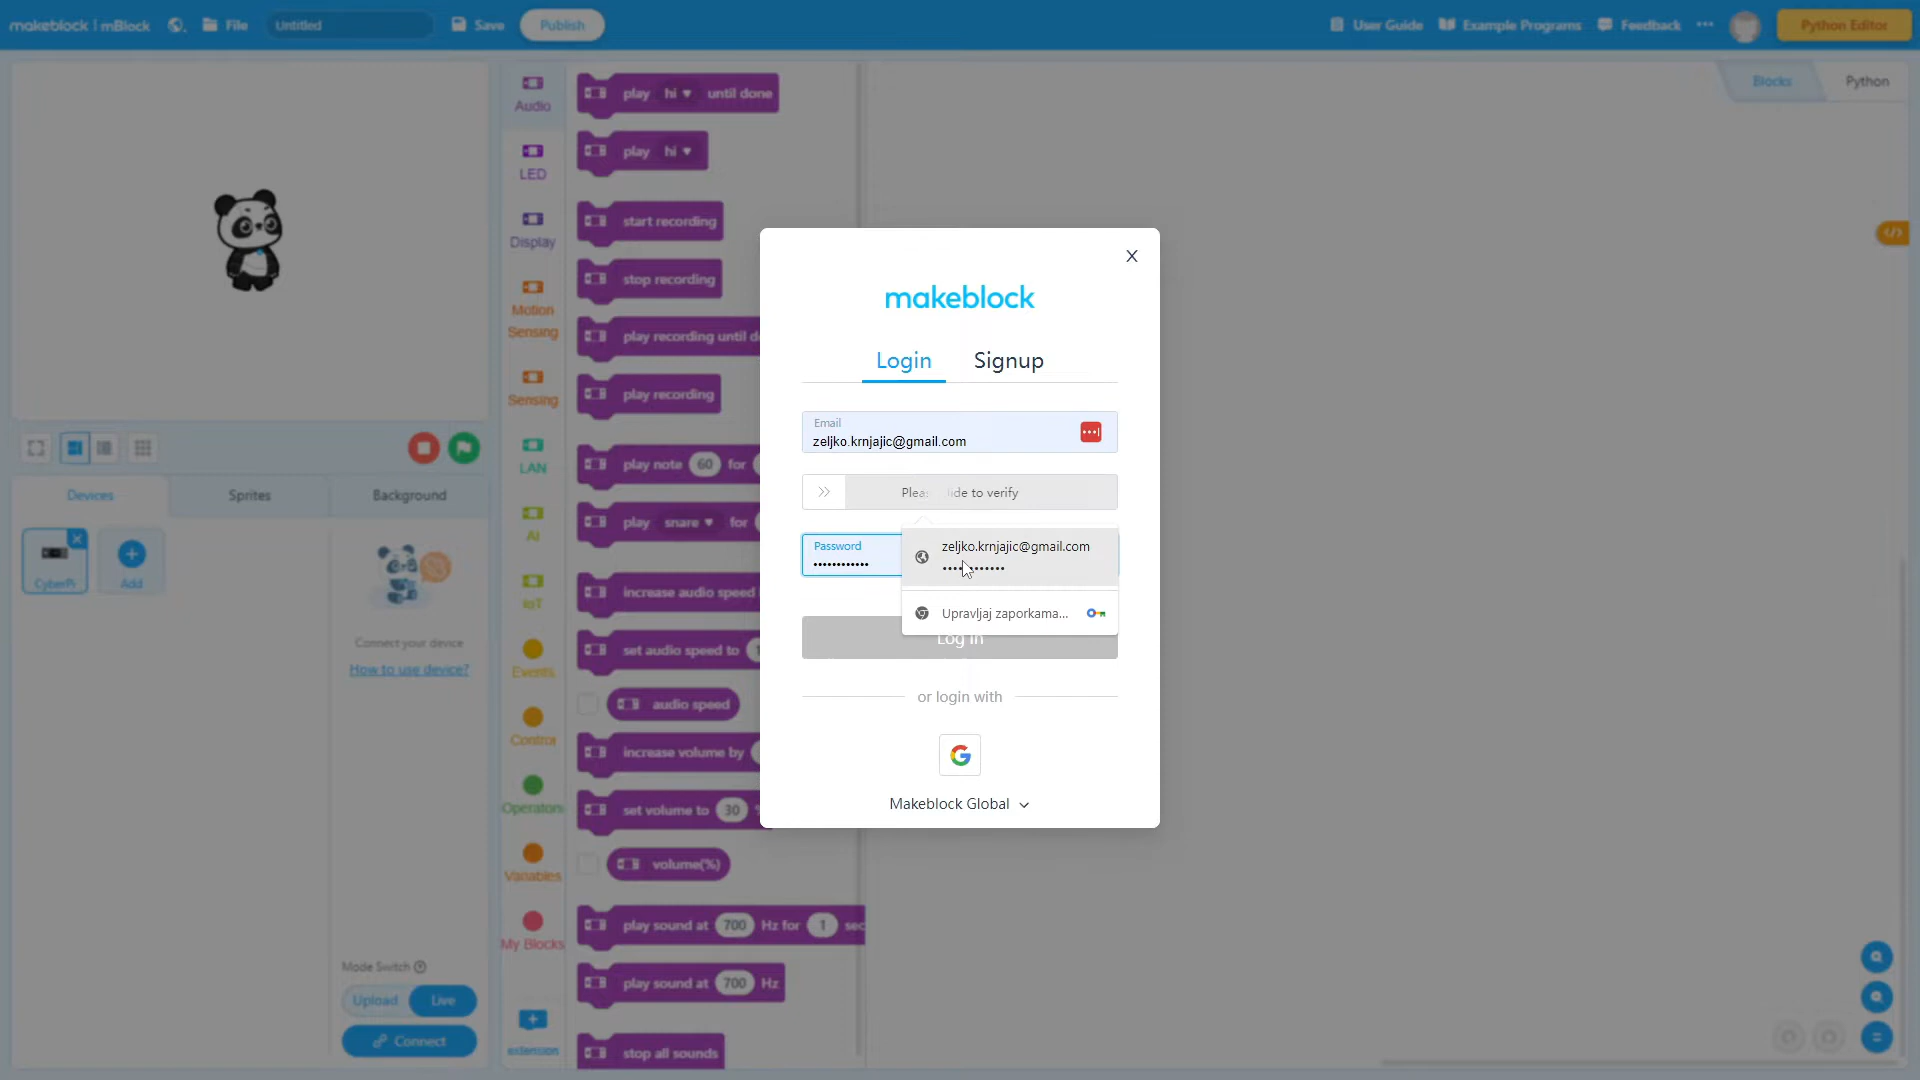 makeblock | mBlock
File
Untitled
Save
Publish
User Guide
Example Programs
Feedback
Python Editor
Blocks
Python
Audio
LED
Display
Motion
Sensing
Sensing
LAN
AI
IoT
Events
Control
Operators
Variables
My Blocks
extension
play hi until done
play hi
start recording
stop recording
play recording until d
play recording
play note 60 for
play snare for
increase audio speed
set audio speed to
audio speed
increase volume by
set volume to 30
volume(%)
play sound at 700 Hz for 1 sec
play sound at 700 Hz
stop all sounds
Devices
Sprites
Background
CyberPi
Add
Connect your device
How to use device?
Mode Switch
Upload
Live
Connect
makeblock
Login
Signup
Email
zeljko.krnjajic@gmail.com
Please slide to verify
Password
zeljko.krnjajic@gmail.com
Upravljaj zaporkama...
Log in
or login with
Makeblock Global